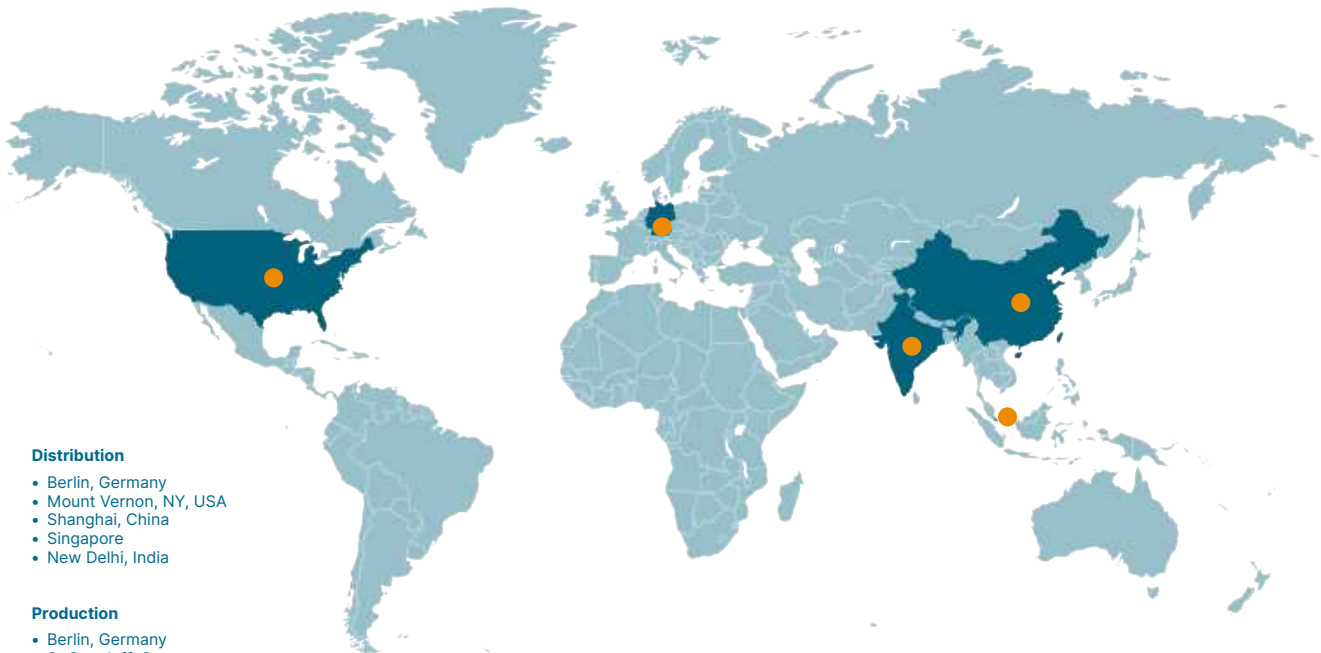 Distribution
• Berlin, Germany
• Mount Vernon, NY, USA
• Shanghai, China
• Singapore
• New Delhi, India
Production
• Berlin, Germany